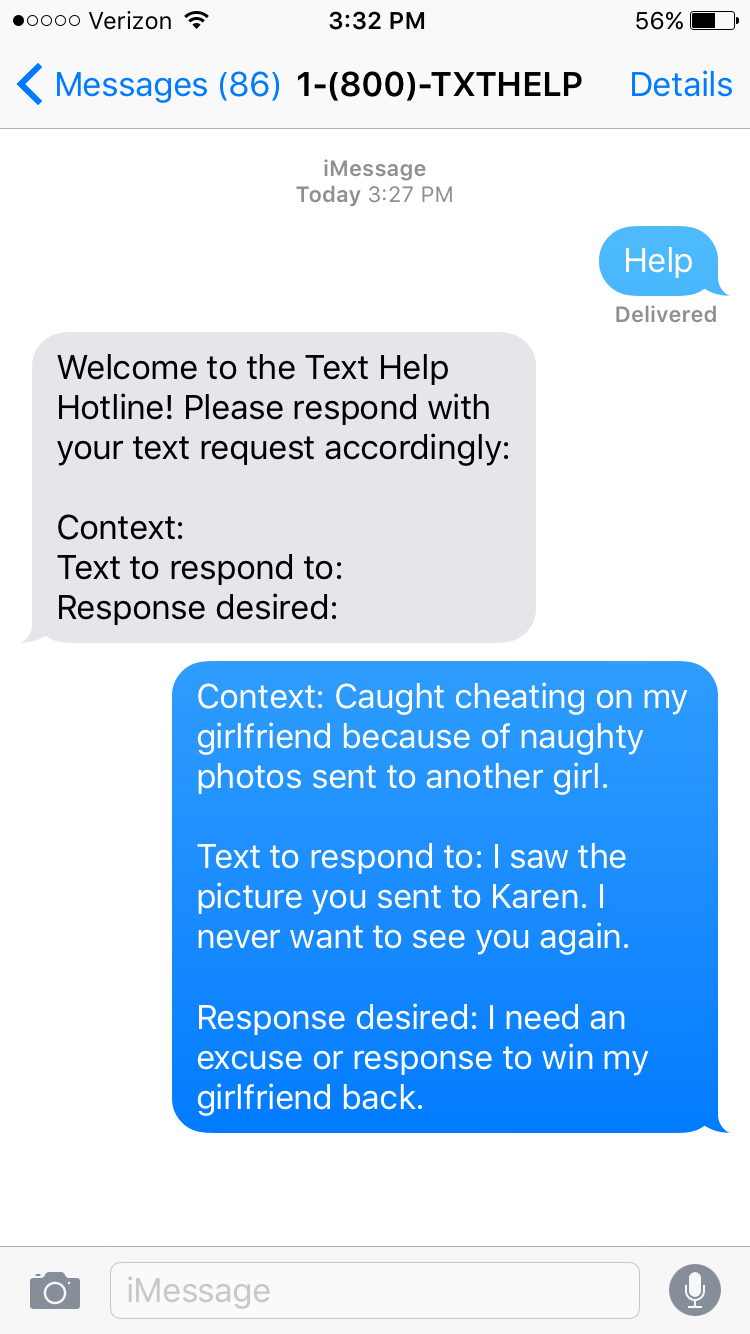 Verizon 3:32 PM 56%
Messages (86) 1-(800)-TXTHELP Details
iMessage
Today 3:27 PM
Help
Delivered
Welcome to the Text Help
Hotline! Please respond with
your text request accordingly:
Context:
Text to respond to:
Response desired:
Context: Caught cheating on my
girlfriend because of naughty
photos sent to another girl.
Text to respond to: I saw the
picture you sent to Karen. I
never want to see you again.
Response desired: I need an
excuse or response to win my
girlfriend back.
iMessage